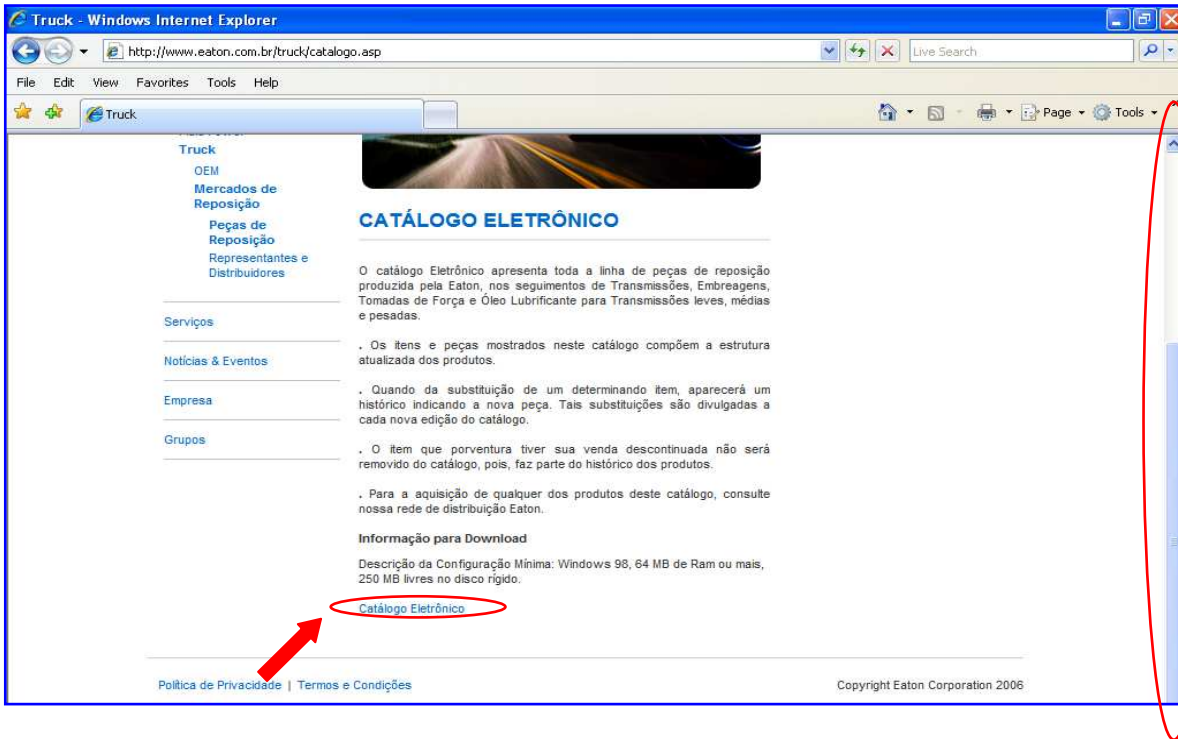 Truck - Windows Internet Explorer
http://www.eaton.com.br/truck/catalogo.asp
Live Search
File Edit View Favorites Tools Help
Truck
Page Tools
Truck
OEM
Mercados de
Reposição
Peças de
Reposição
Representantes e
Distribuidores
Serviços
Notícias & Eventos
Empresa
Grupos
CATÁLOGO ELETRÔNICO
O catálogo Eletrônico apresenta toda a linha de peças de reposição
produzida pela Eaton, nos seguimentos de Transmissões, Embreagens,
Tomadas de Força e Óleo Lubrificante para Transmissões leves, médias
e pesadas.
. Os itens e peças mostrados neste catálogo compõem a estrutura
atualizada dos produtos.
. Quando da substituição de um determinando item, aparecerá um
histórico indicando a nova peça. Tais substituições são divulgadas a
cada nova edição do catálogo.
. O item que porventura tiver sua venda descontinuada não será
removido do catálogo, pois, faz parte do histórico dos produtos.
. Para a aquisição de qualquer dos produtos deste catálogo, consulte
nossa rede de distribuição Eaton.
Informação para Download
Descrição da Configuração Mínima: Windows 98, 64 MB de Ram ou mais,
250 MB livres no disco rígido.
Catálogo Eletrônico
Política de Privacidade | Termos e Condições
Copyright Eaton Corporation 2006